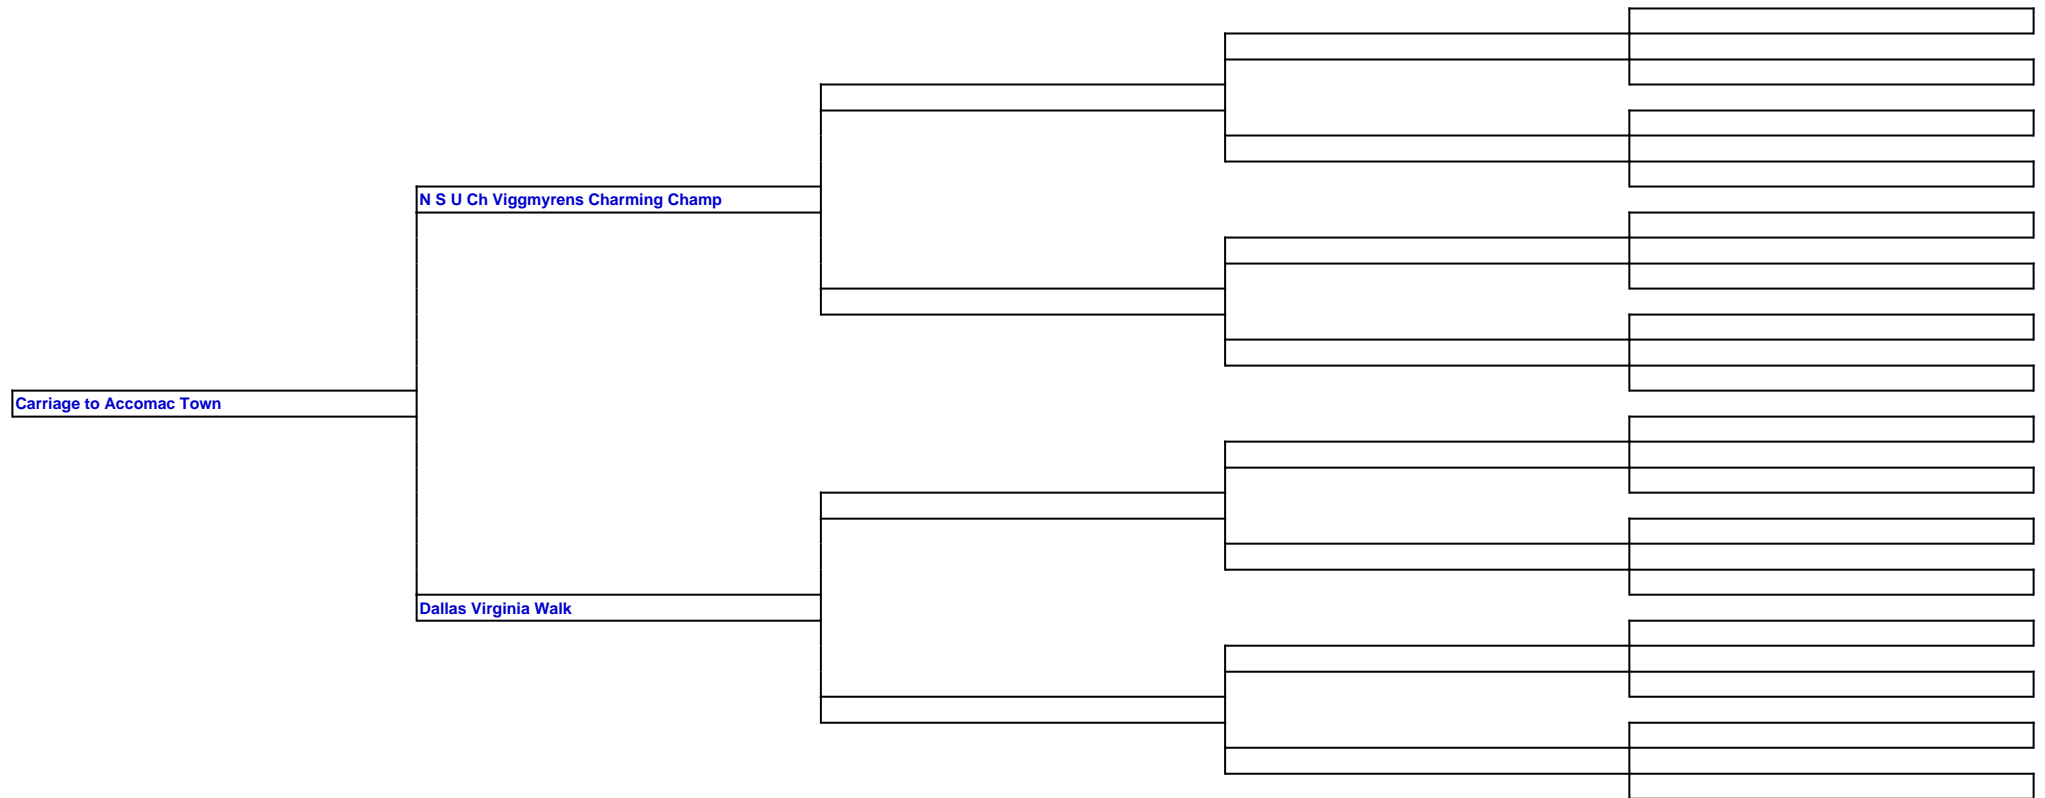 N S U Ch Viggmyrens Charming Champ
Carriage to Accomac Town
Dallas Virginia Walk